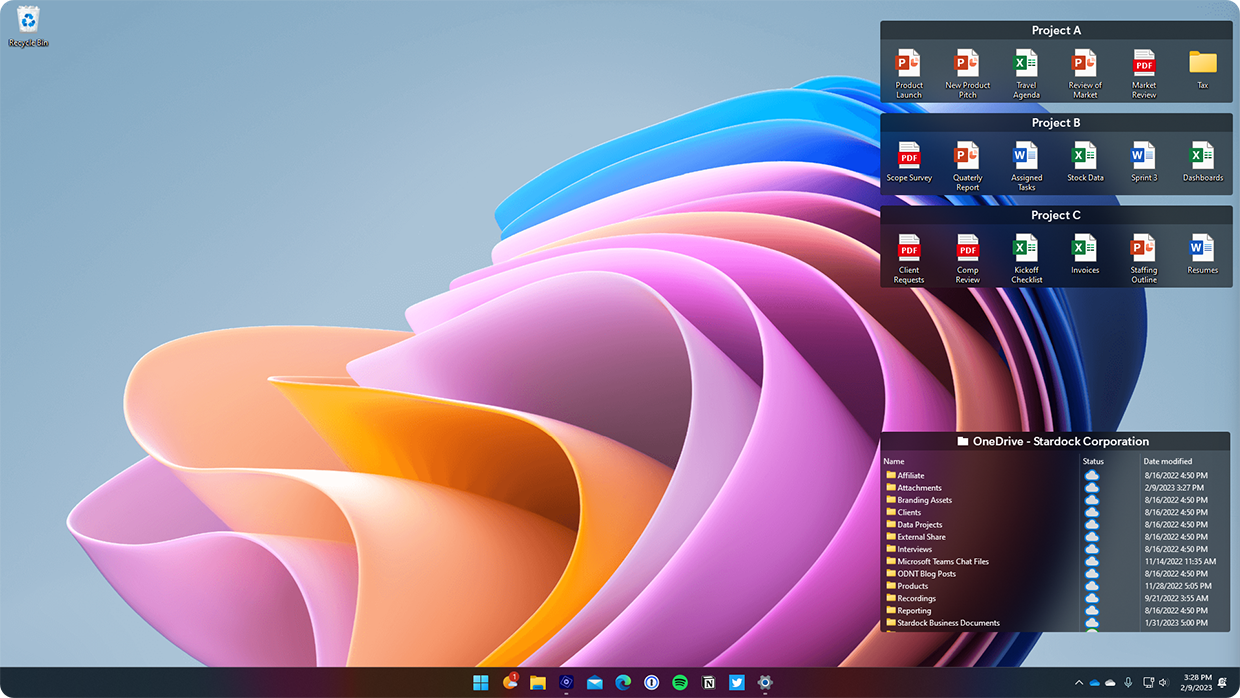 Recycle Bin
Project A
Product Launch
New Product Pitch
Travel Agenda
Review of Market
PDF
Market Review
Tax
Project B
PDF
Scope Survey
Quaterly Report
Assigned Tasks
Stock Data
Sprint 3
Dashboards
Project C
PDF
Client Requests
PDF
Comp Review
Kickoff Checklist
Invoices
Staffing Outline
Resumes
OneDrive - Stardock Corporation
Name Status Date modified
Affiliate 8/16/2022 4:50 PM
Attachments 2/9/2023 3:27 PM
Branding Assets 8/16/2022 4:50 PM
Clients 8/16/2022 4:50 PM
Data Projects 8/16/2022 4:50 PM
External Share 8/16/2022 4:50 PM
Interviews 8/16/2022 4:50 PM
Microsoft Teams Chat Files 11/14/2022 11:35 AM
ODNT Blog Posts 8/16/2022 4:50 PM
Products 11/28/2022 5:05 PM
Recordings 9/21/2022 3:55 AM
Reporting 8/16/2022 4:50 PM
Stardock Business Documents 1/31/2023 5:00 PM
1
3:28 PM
2/9/2023